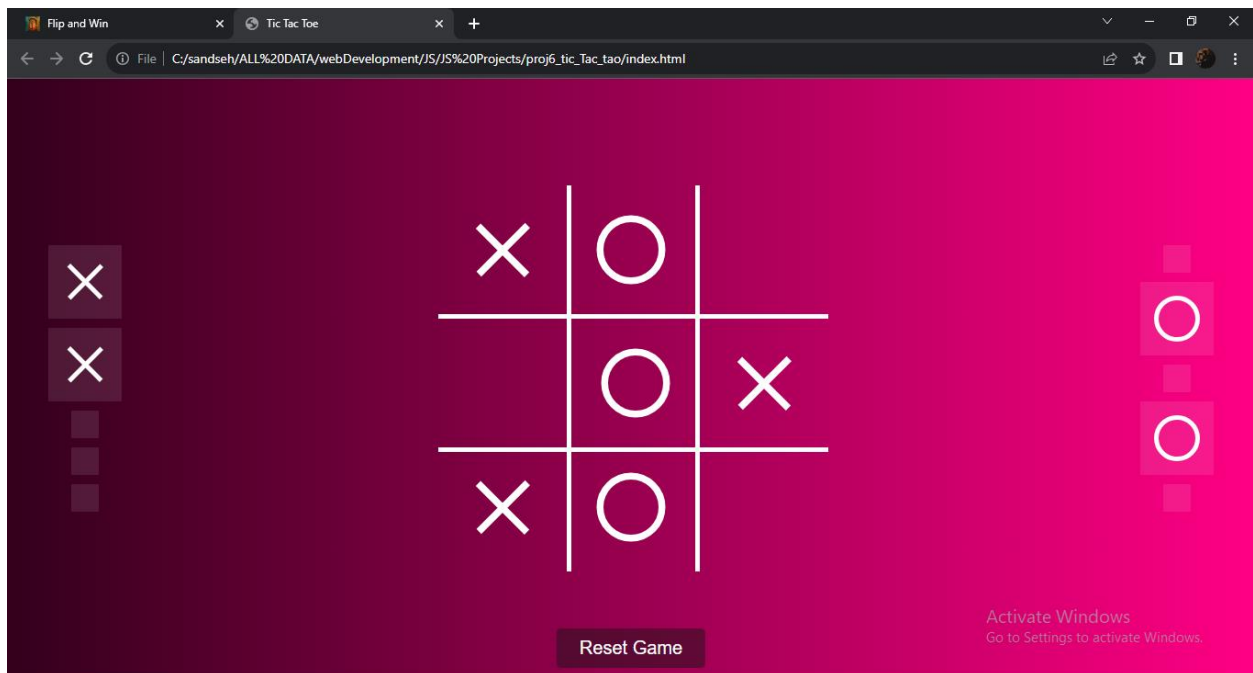 Flip and Win
Tic Tac Toe
File
C:/sandseh/ALL%20DATA/webDevelopment/JS/JS%20Projects/proj6_tic_Tac_tao/index.html
Reset Game
Activate Windows
Go to Settings to activate Windows.